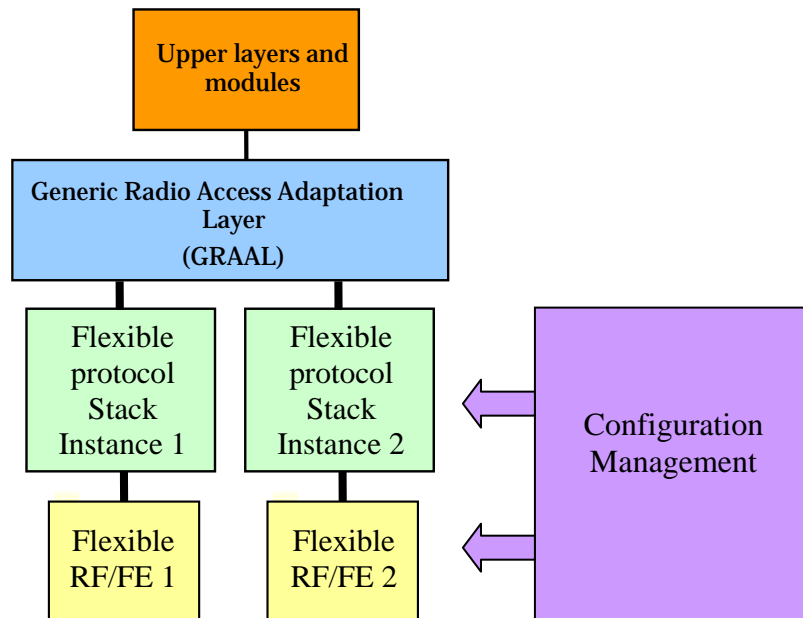 Upper layers and
modules
Generic Radio Access Adaptation
Layer
(GRAAL)
Flexible
protocol
Stack
Instance 1
Flexible
protocol
Stack
Instance 2
Configuration
Management
Flexible
RF/FE 1
Flexible
RF/FE 2